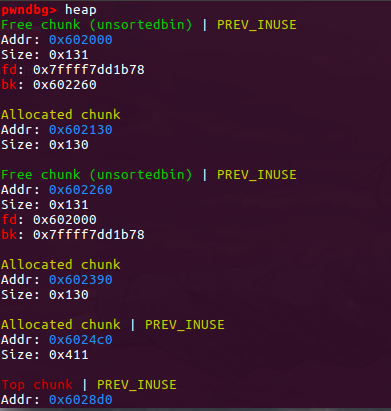 pwndbg> heap
Free chunk (unsortedbin) | PREV_INUSE
Addr: 0x602000
Size: 0x131
fd: 0x7ffff7dd1b78
bk: 0x602260
Allocated chunk
Addr: 0x602130
Size: 0x130
Free chunk (unsortedbin) | PREV_INUSE
Addr: 0x602260
Size: 0x131
fd: 0x602000
bk: 0x7ffff7dd1b78
Allocated chunk
Addr: 0x602390
Size: 0x130
Allocated chunk | PREV_INUSE
Addr: 0x6024c0
Size: 0x411
Top chunk | PREV_INUSE
Addr: 0x6028d0